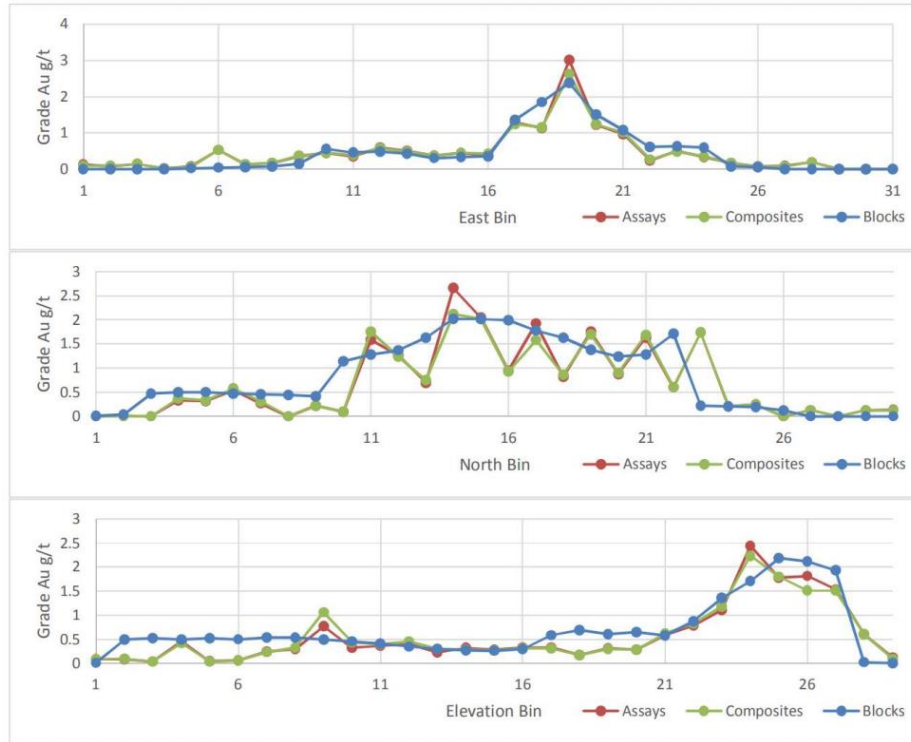 4
3
2
1
0
Grade Au g/t
1 6 11 16 21 26 31
East Bin Assays Composites Blocks
3
2.5
2
1.5
1
0.5
0
Grade Au g/t
1 6 11 16 21 26
North Bin Assays Composites Blocks
3
2.5
2
1.5
1
0.5
0
Grade Au g/t
1 6 11 16 21 26
Elevation Bin Assays Composites Blocks